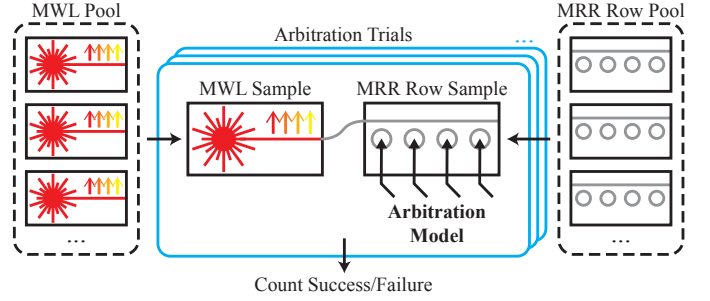 MWL Pool
Arbitration Trials
...
MRR Row Pool
MWL Sample
MRR Row Sample
Arbitration
Model
...
...
Count Success/Failure